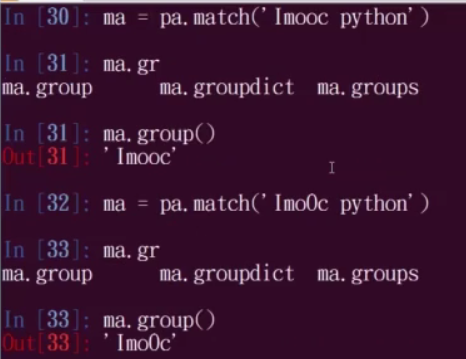 In [30]: ma = pa.match('Imooc python')
In [31]: ma.gr
ma.group ma.groupdict ma.groups
In [31]: ma.group()
Out[31]: 'Imooc'
In [32]: ma = pa.match('ImoOc python')
In [33]: ma.gr
ma.group ma.groupdict ma.groups
In [33]: ma.group()
Out[33]: 'ImoOc'